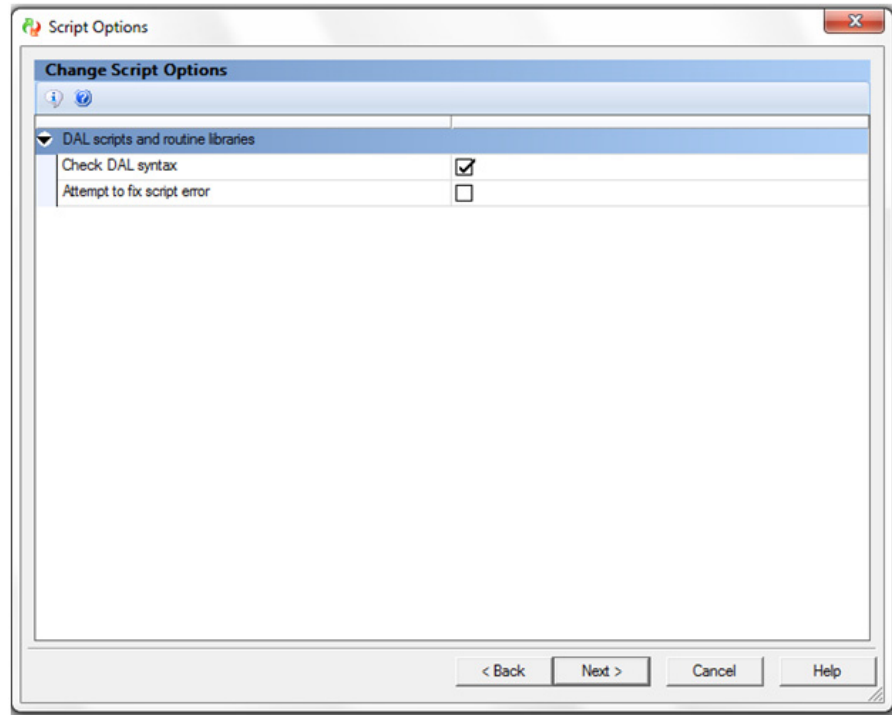 Script Options
Change Script Options
DAL scripts and routine libraries
Check DAL syntax
Attempt to fix script error
< Back Next > Cancel Help